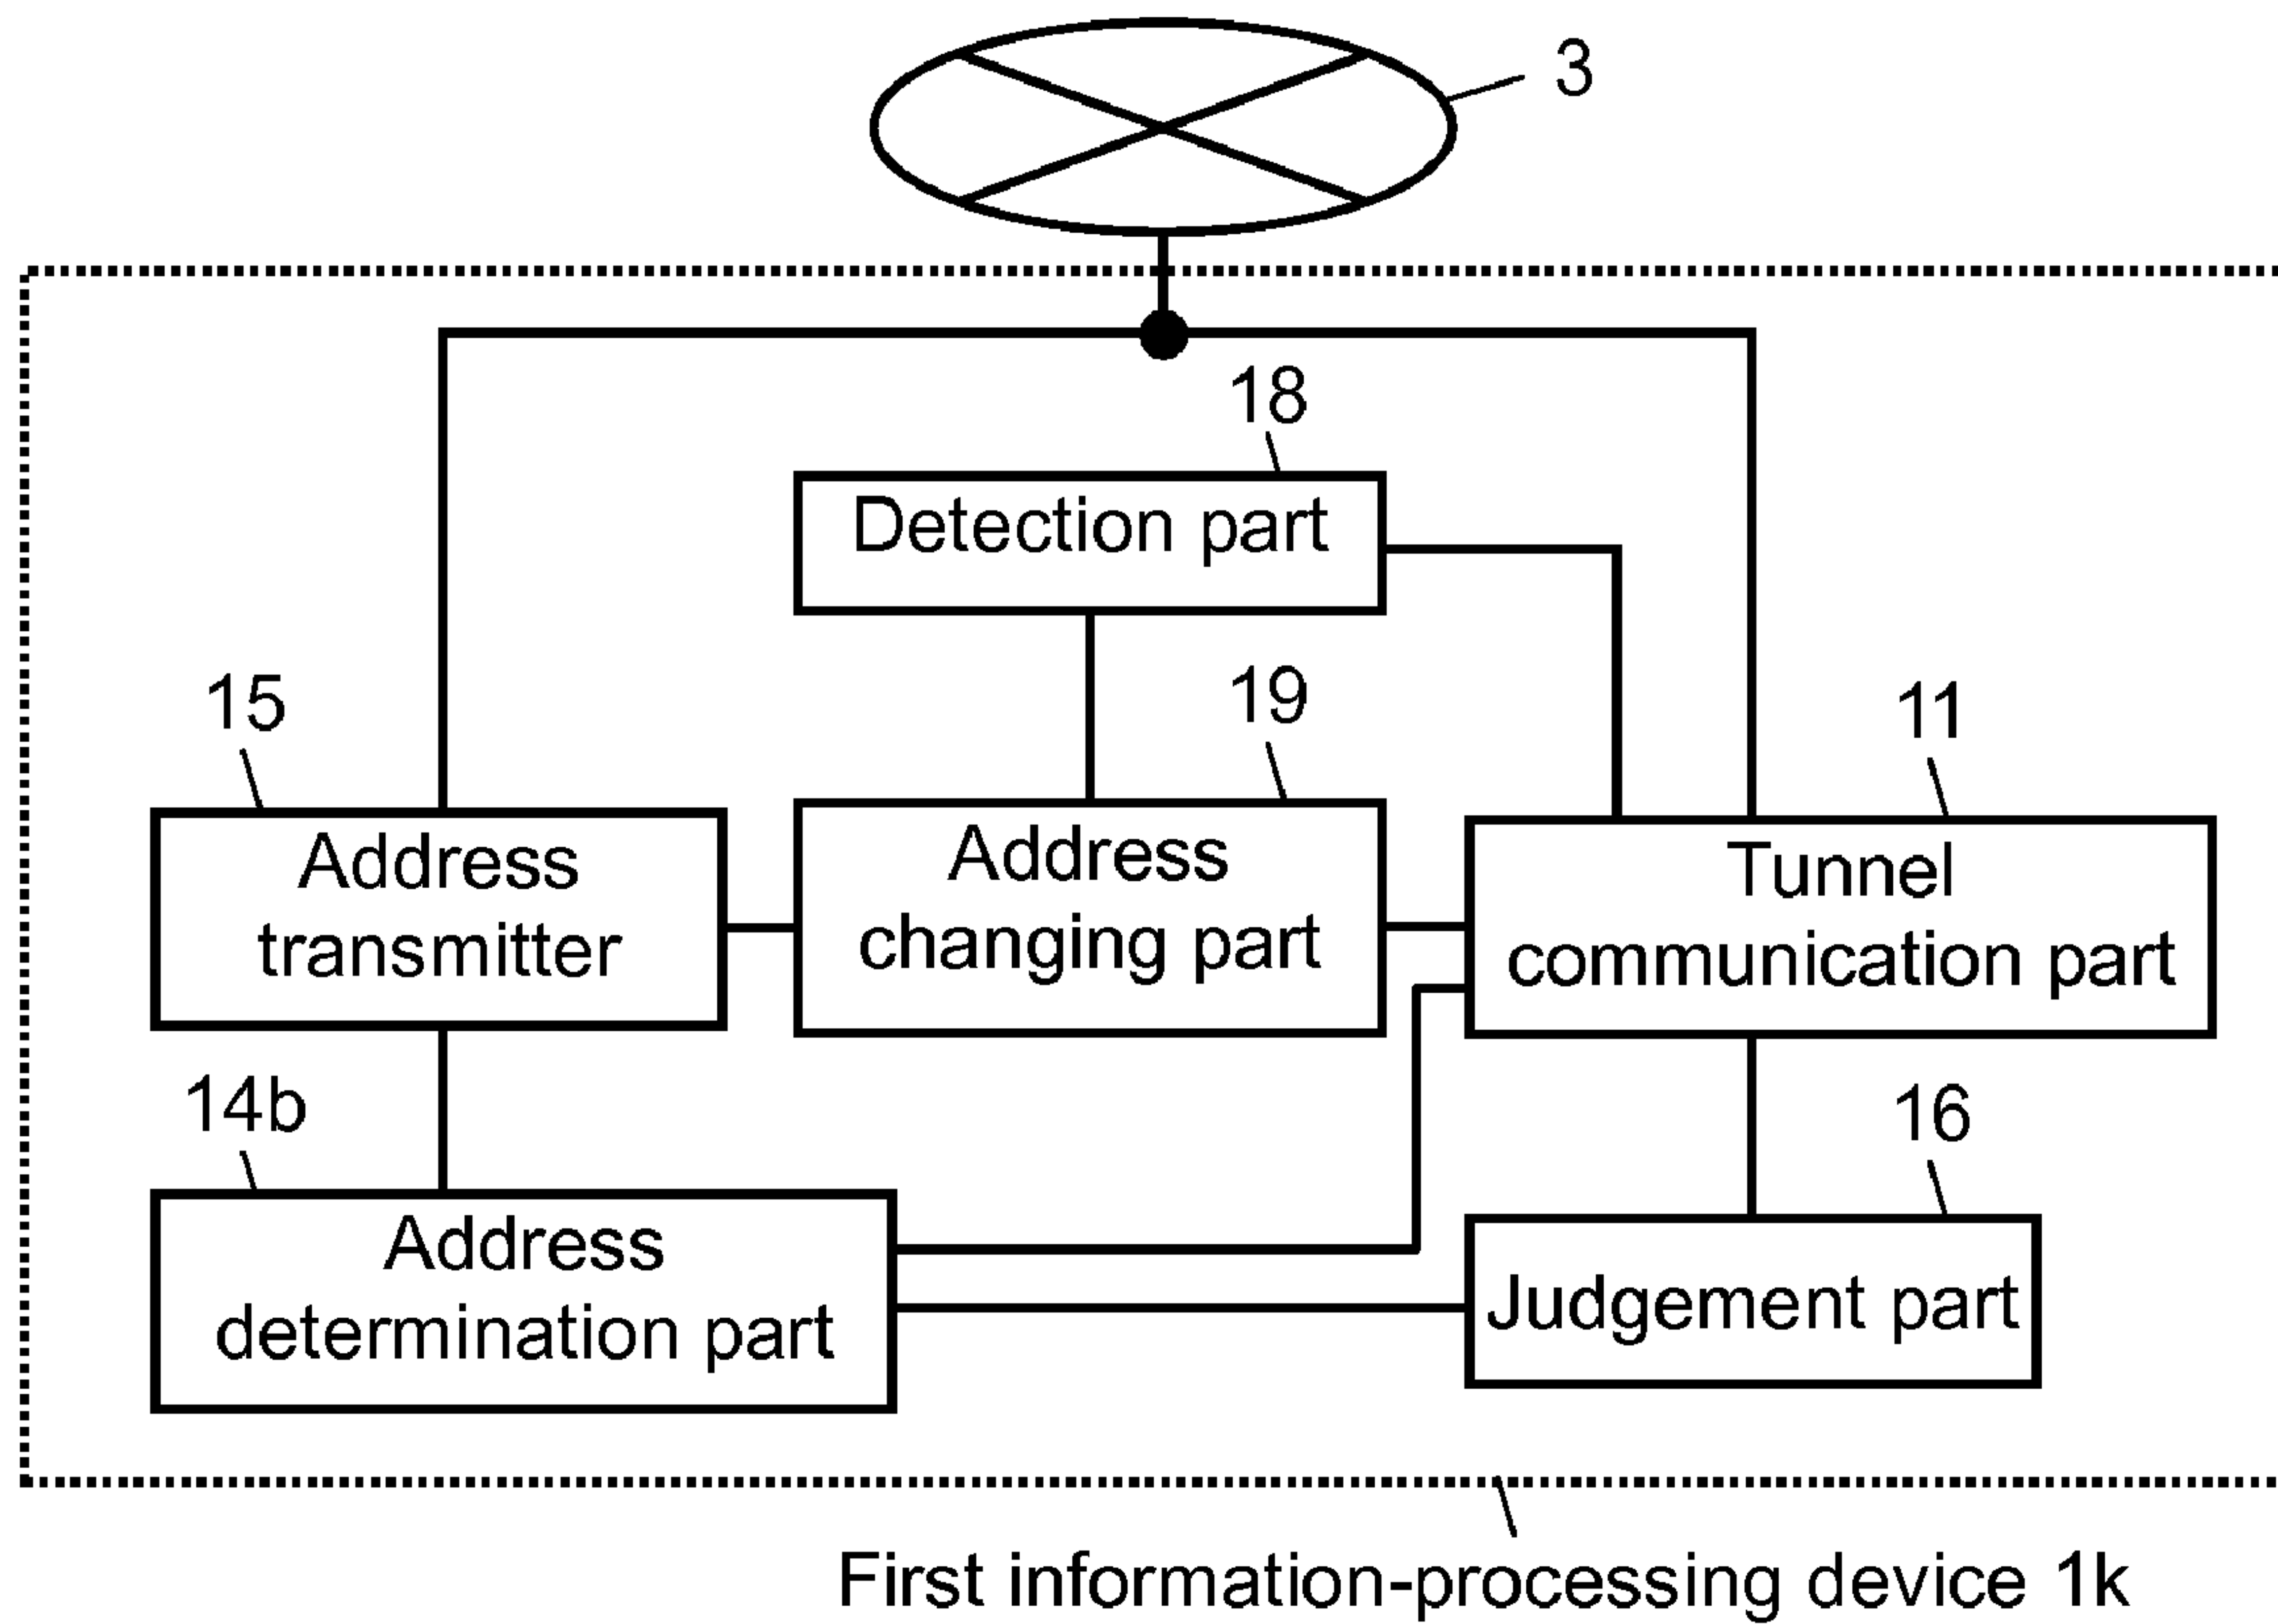 3
18
Detection part
15
19
11
Address
transmitter
Address
changing part
Tunnel
communication part
14b
16
Address
determination part
Judgement part
First information-processing device 1k